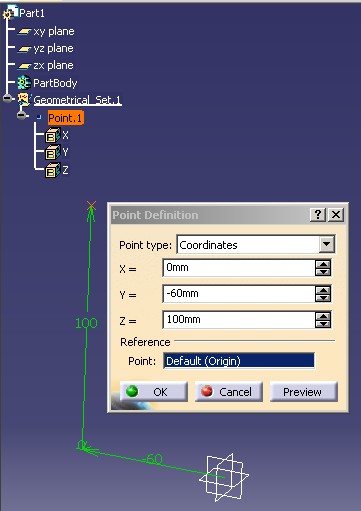 Part1
xy plane
yz plane
zx plane
PartBody
Geometrical_Set.1
Point.1
X
Y
Z
Point Definition
Point type: Coordinates
X = 0mm
Y = -60mm
Z = 100mm
Reference
Point: Default (Origin)
OK Cancel Preview
100
0
-60